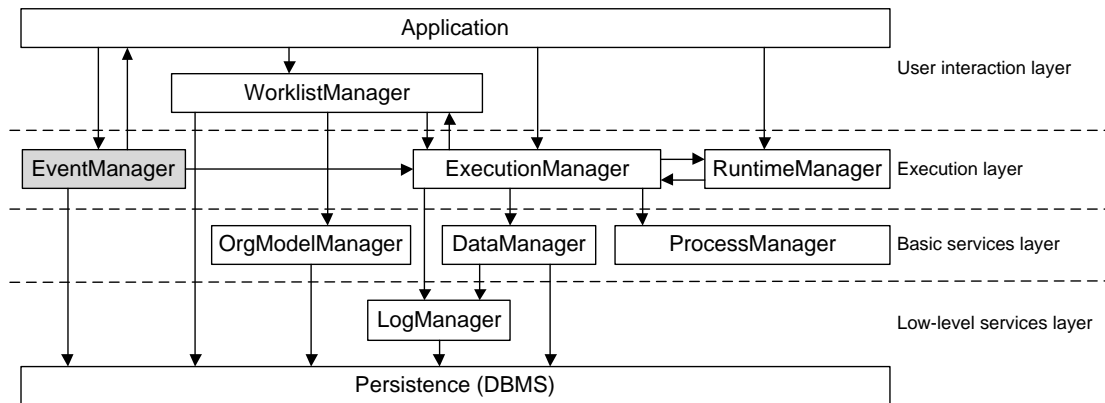 Application
User interaction layer
WorklistManager
EventManager
ExecutionManager
RuntimeManager
Execution layer
OrgModelManager
DataManager
ProcessManager
Basic services layer
LogManager
Low-level services layer
Persistence (DBMS)